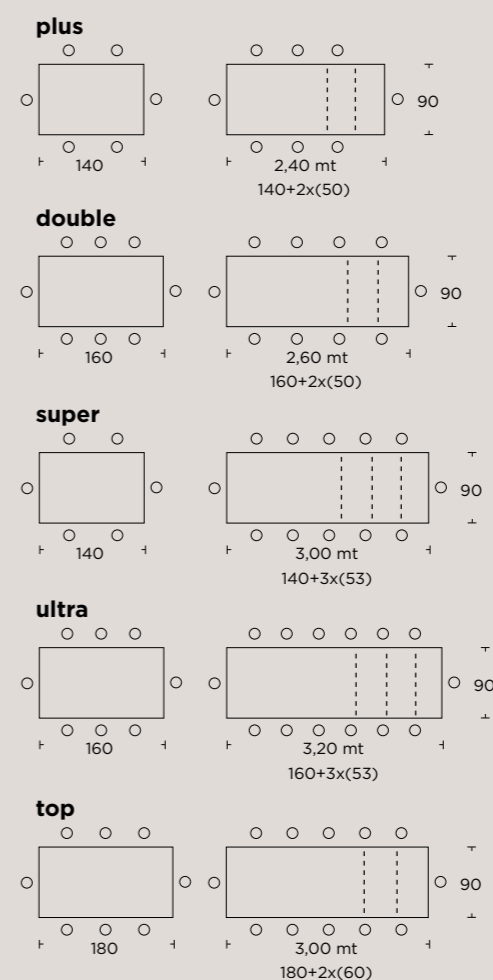 plus
140
2,40 mt
90
140+2x(50)
double
160
2,60 mt
90
160+2x(50)
super
140
3,00 mt
90
140+3x(53)
ultra
160
3,20 mt
90
160+3x(53)
top
180
3,00 mt
90
180+2x(60)